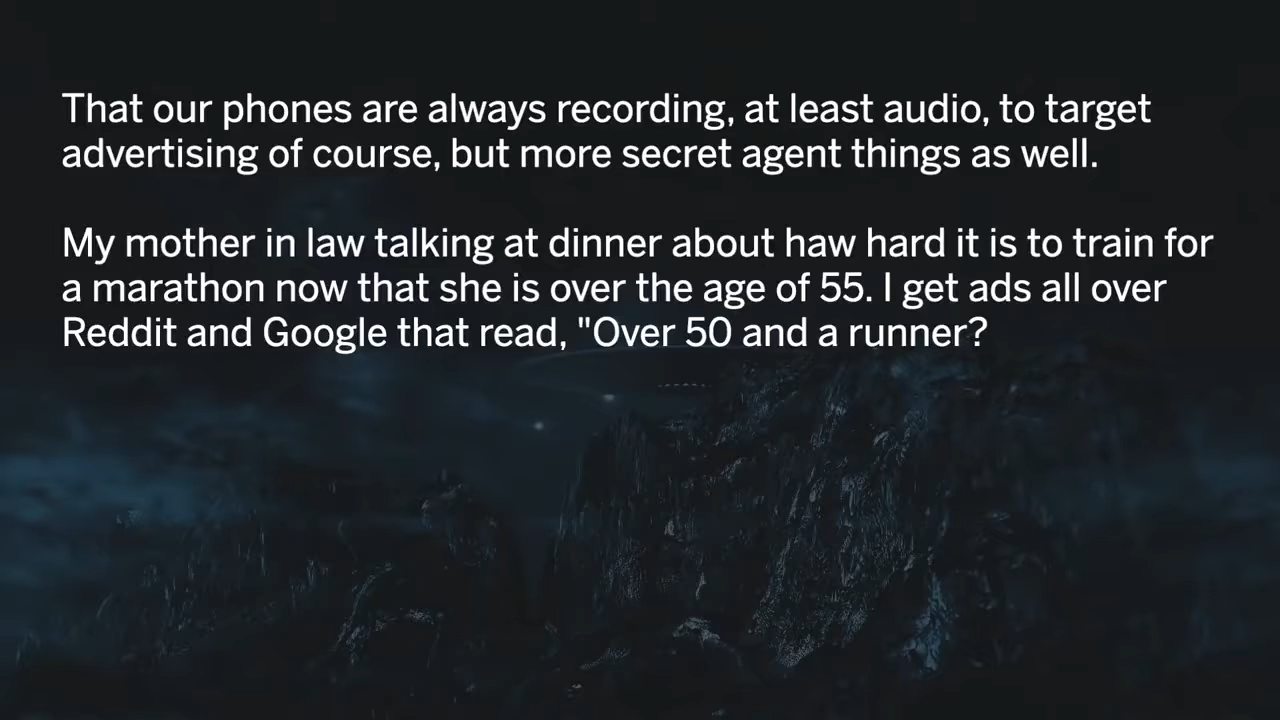 That our phones are always recording, at least audio, to target
advertising of course, but more secret agent things as well.
My mother in law talking at dinner about haw hard it is to train for
a marathon now that she is over the age of 55. I get ads all over
Reddit and Google that read, "Over 50 and a runner?